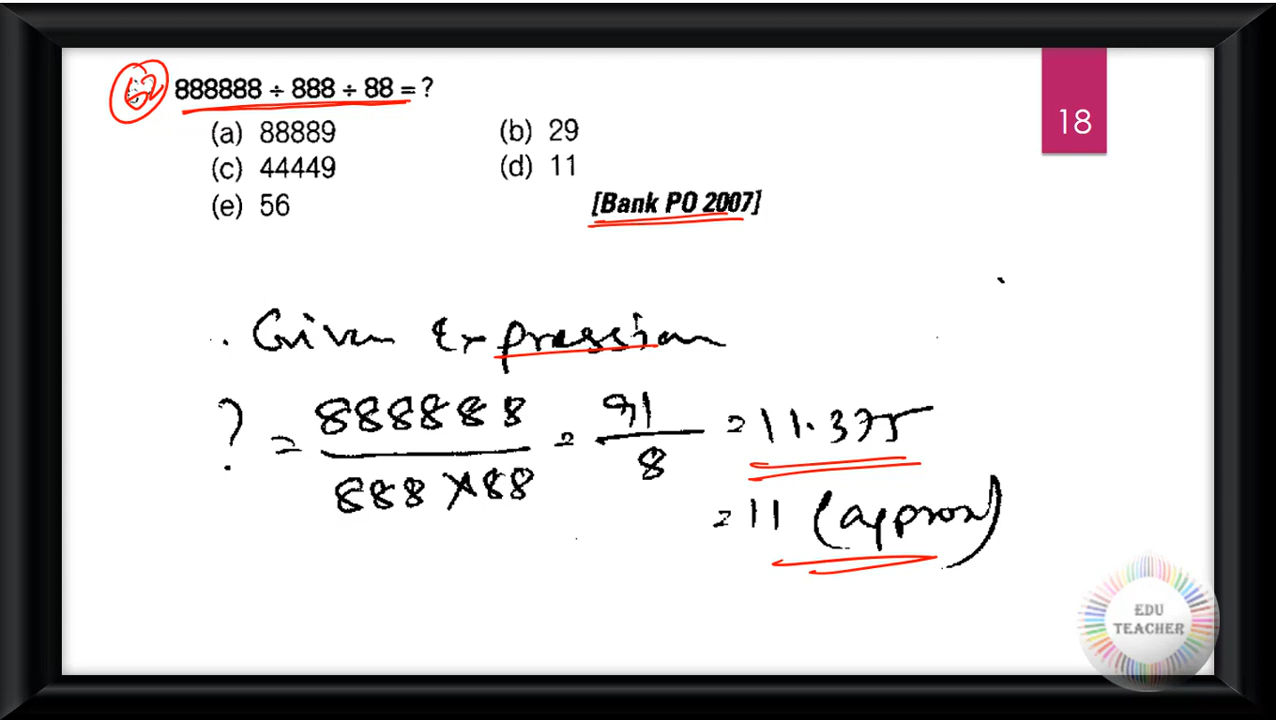 62 888888 ÷ 888 ÷ 88 = ?
18
(a) 88889 (b) 29
(c) 44449 (d) 11
(e) 56 [Bank PO 2007]
Given Expression
? = 888888 / 888 × 88 = 91 / 8 = 11.375
= 11 (approx)
EDU
TEACHER